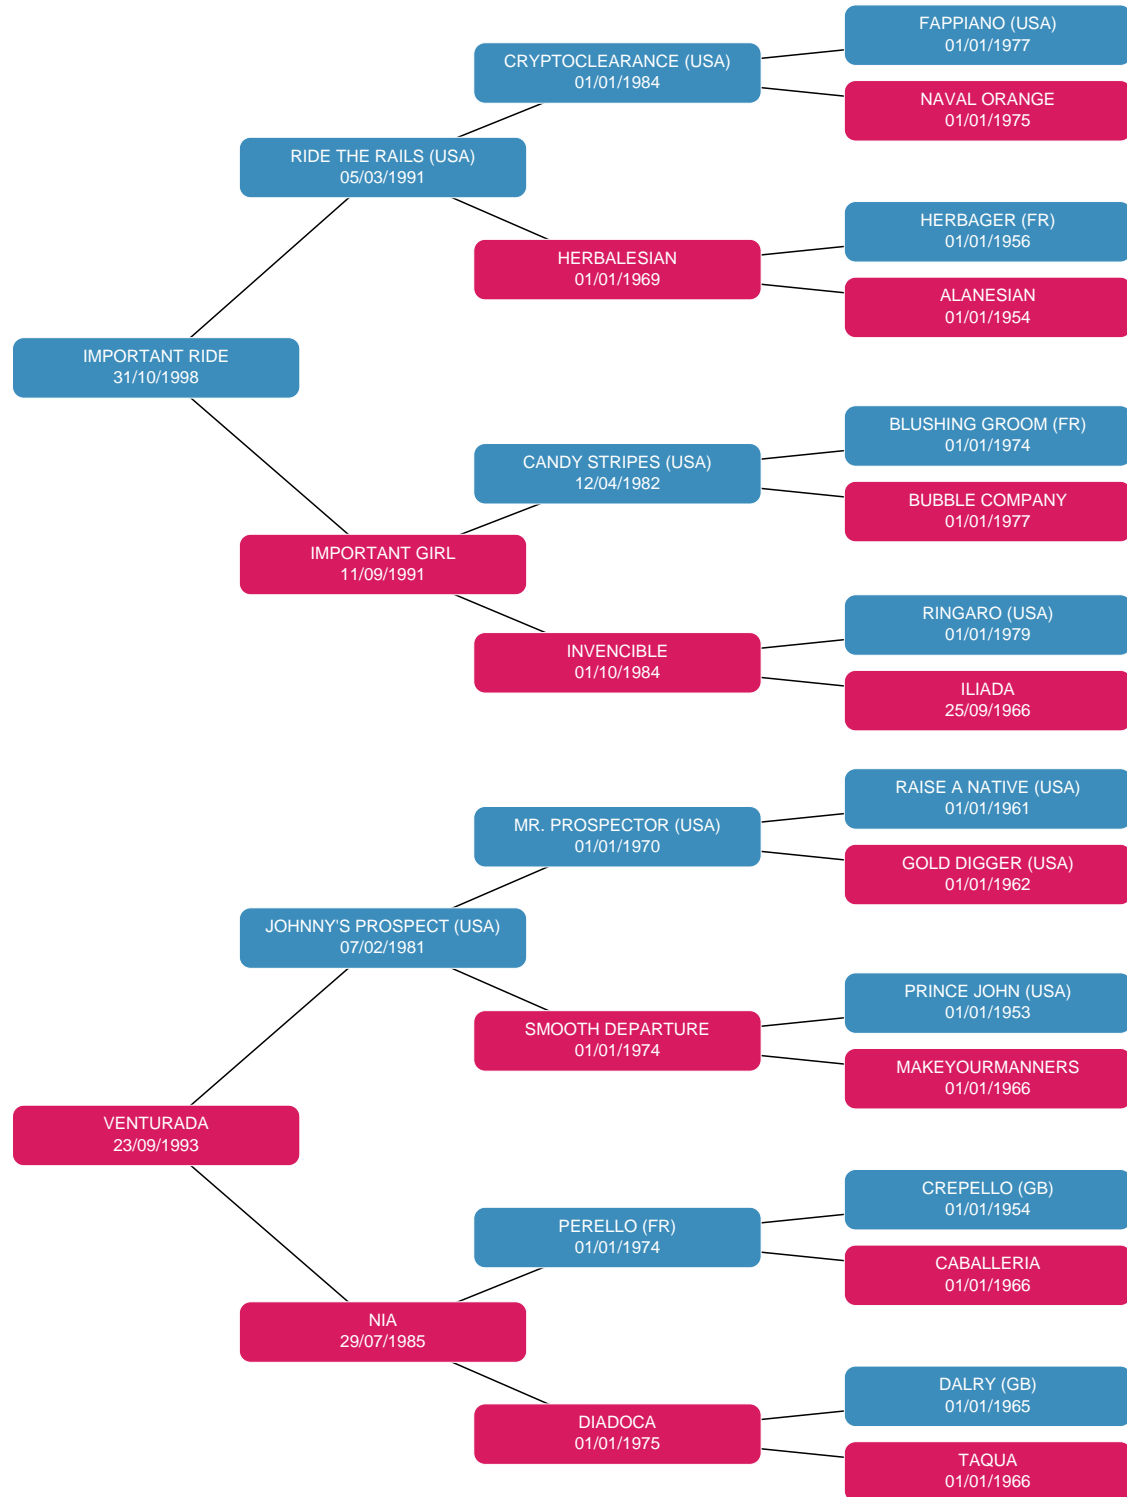 FAPPIANO (USA)
01/01/1977
CRYPTOCLEARANCE (USA)
01/01/1984
NAVAL ORANGE
01/01/1975
RIDE THE RAILS (USA)
05/03/1991
HERBAGER (FR)
01/01/1956
HERBALESIAN
01/01/1969
ALANESIAN
01/01/1954
IMPORTANT RIDE
31/10/1998
BLUSHING GROOM (FR)
01/01/1974
CANDY STRIPES (USA)
12/04/1982
BUBBLE COMPANY
01/01/1977
IMPORTANT GIRL
11/09/1991
RINGARO (USA)
01/01/1979
INVENCIBLE
01/10/1984
ILIADA
25/09/1966
RAISE A NATIVE (USA)
01/01/1961
MR. PROSPECTOR (USA)
01/01/1970
GOLD DIGGER (USA)
01/01/1962
JOHNNY'S PROSPECT (USA)
07/02/1981
PRINCE JOHN (USA)
01/01/1953
SMOOTH DEPARTURE
01/01/1974
MAKEYOURMANNERS
01/01/1966
VENTURADA
23/09/1993
CREPELLO (GB)
01/01/1954
PERELLO (FR)
01/01/1974
CABALLERIA
01/01/1966
NIA
29/07/1985
DALRY (GB)
01/01/1965
DIADOCA
01/01/1975
TAQUA
01/01/1966